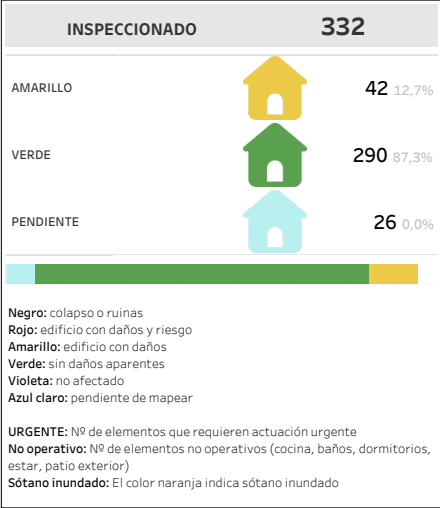 INSPECCIONADO 332
AMARILLO 42 12,7%
VERDE 290 87,3%
PENDIENTE 26 0,0%
Negro: colapso o ruinas
Rojo: edificio con daños y riesgo
Amarillo: edificio con daños
Verde: sin daños aparentes
Violeta: no afectado
Azul claro: pendiente de mapear
URGENTE: Nº de elementos que requieren actuación urgente
No operativo: Nº de elementos no operativos (cocina, baños, dormitorios,
estar, patio exterior)
Sótano inundado: El color naranja indica sótano inundado